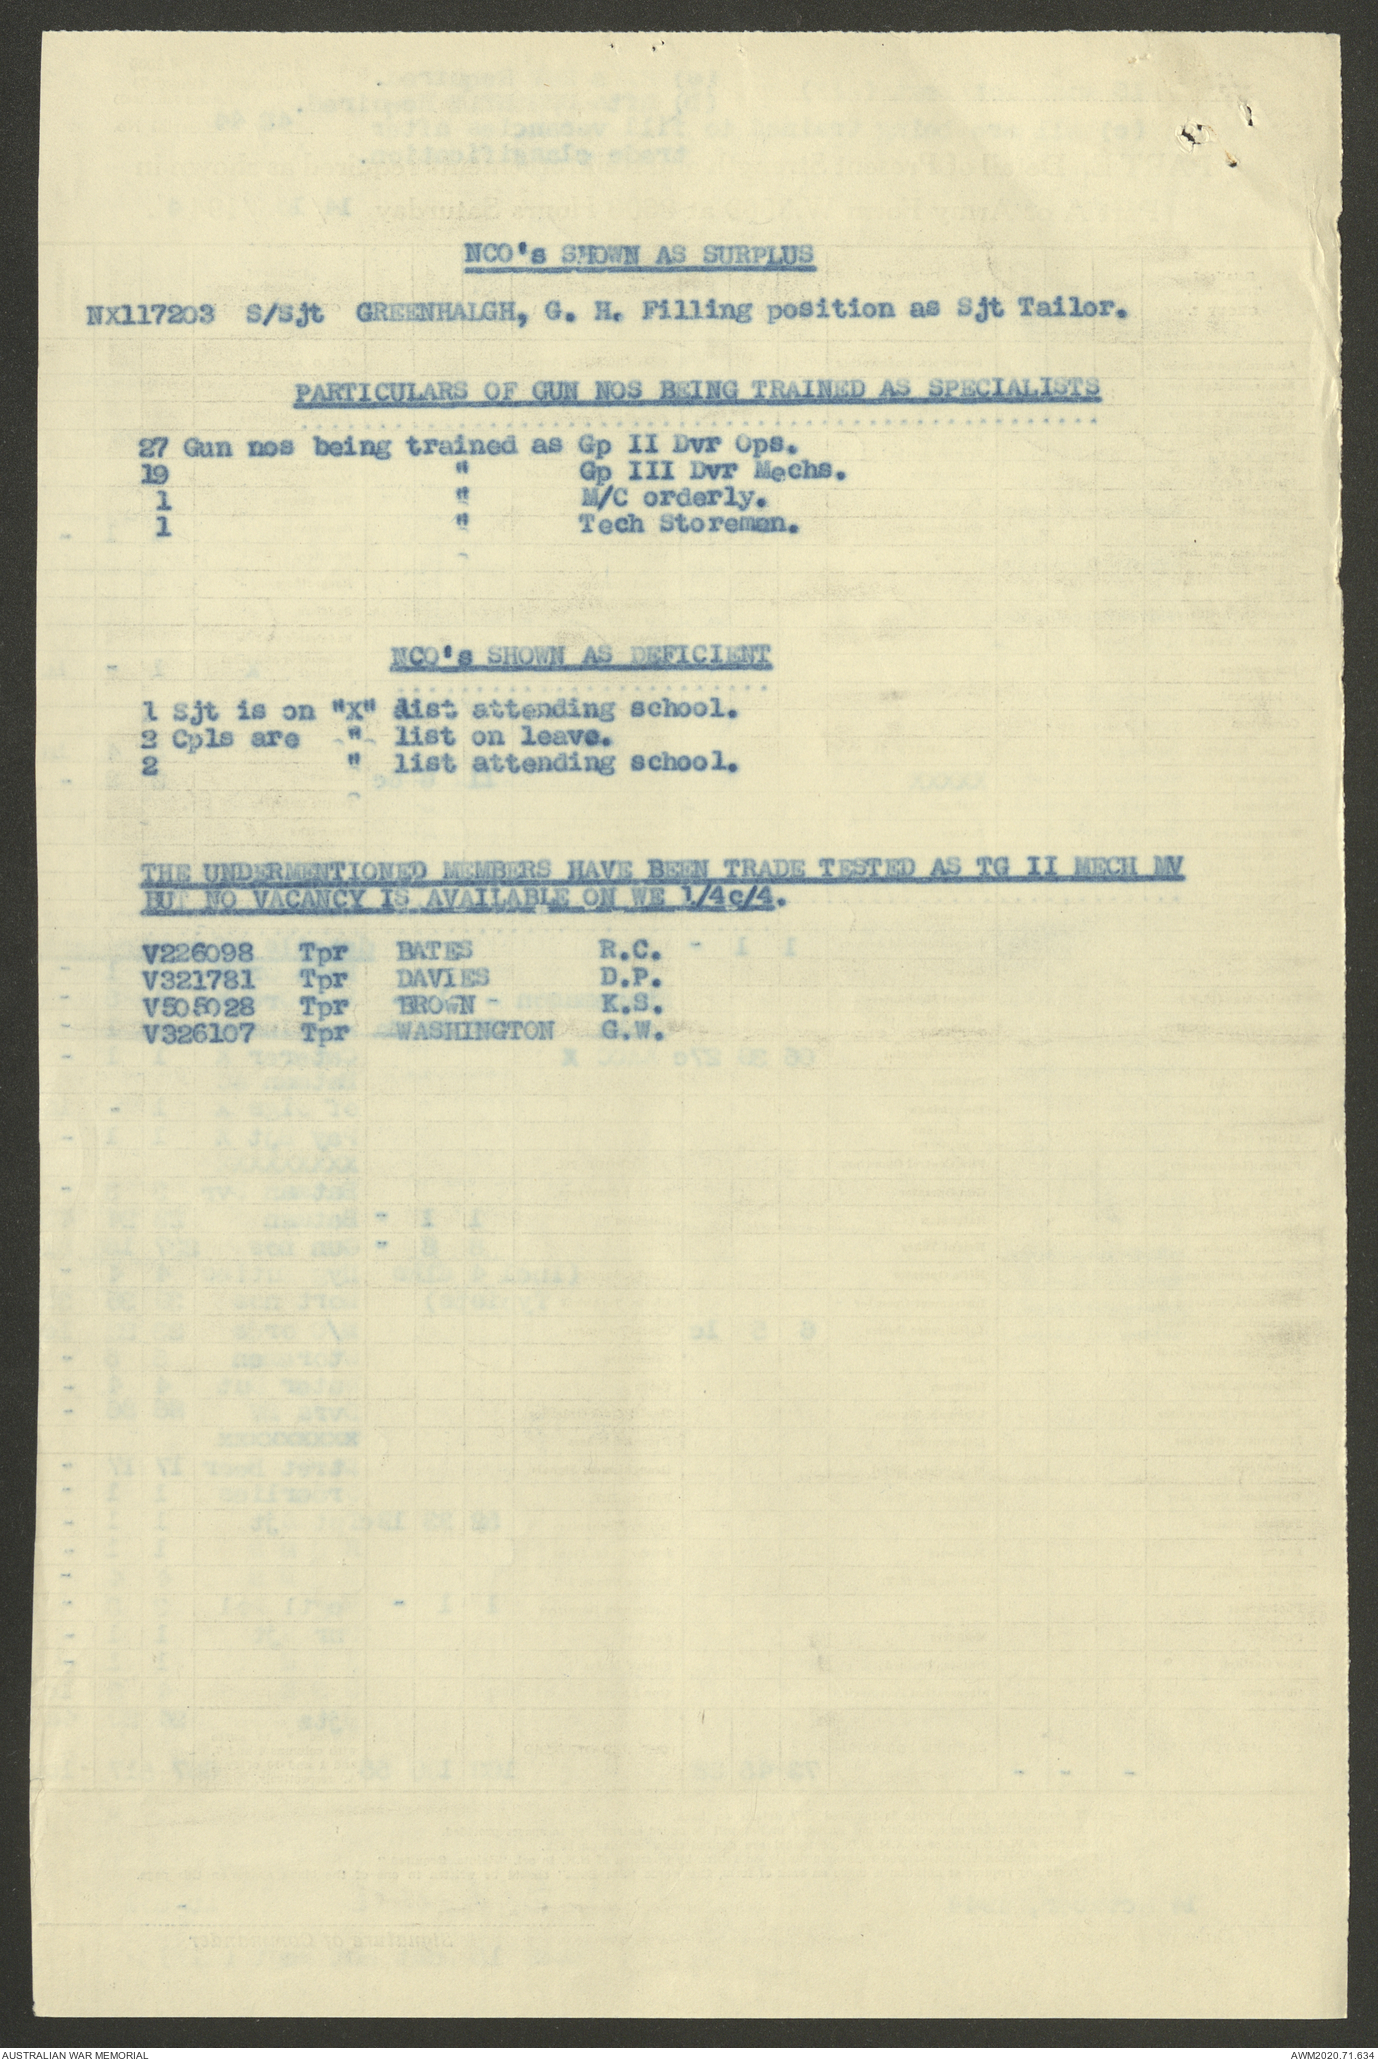 NCO's SHOWN AS SURPLUS
NX117203 S/Sjt GREENHALGH, G. H. Filling position as Sjt Tailor.
PARTICULARS OF GUN NOS BEING TRAINED AS SPECIALISTS
27 Gun nos being trained as Gp II Dvr Ops.
19 " Gp III Dvr Mechs.
1 " M/C orderly.
1 " Tech Storeman.
NCO's SHOWN AS DEFICIENT
1 Sjt is on "X" list attending school.
2 Cpls are " list on leave.
2 " list attending school.
THE UNDERMENTIONED MEMBERS HAVE BEEN TRADE TESTED AS TG II MECH MV
BUT NO VACANCY IS AVAILABLE ON WE 1/4c/4.
V226098 Tpr BATES R.C.
V321781 Tpr DAVIES D.P.
V505028 Tpr BROWN K.S.
V326107 Tpr WASHINGTON G.W.
AUSTRALIAN WAR MEMORIAL
AWM2020.71.634